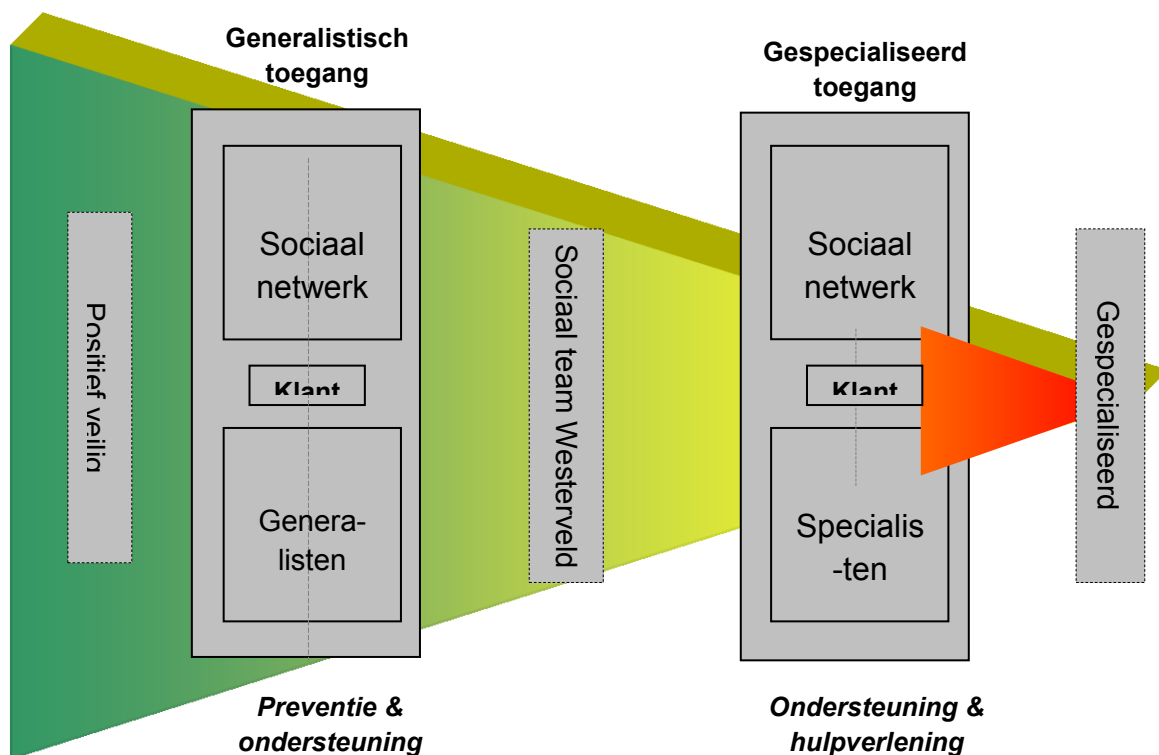 Generalistisch
toegang
Gespecialiseerd
toegang
Positief veilig
Sociaal
netwerk
Klant
Genera-
listen
Sociaal team Westerveld
Sociaal
netwerk
Klant
Specialis
-ten
Gespecialiseerd
Preventie &
ondersteuning
Ondersteuning &
hulpverlening